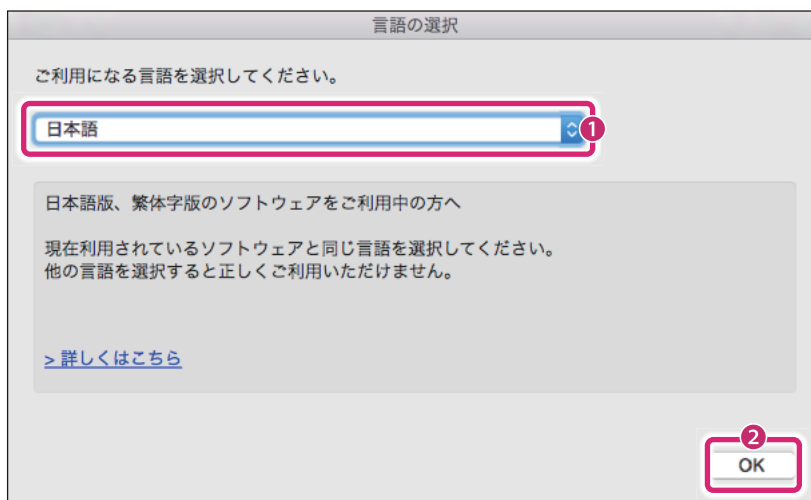 言語の選択
ご利用になる言語を選択してください。
日本語
1
日本語版、繁体字版のソフトウェアをご利用中の方へ
現在利用されているソフトウェアと同じ言語を選択してください。
他の言語を選択すると正しくご利用いただけません。
> 詳しくはこちら
2
OK